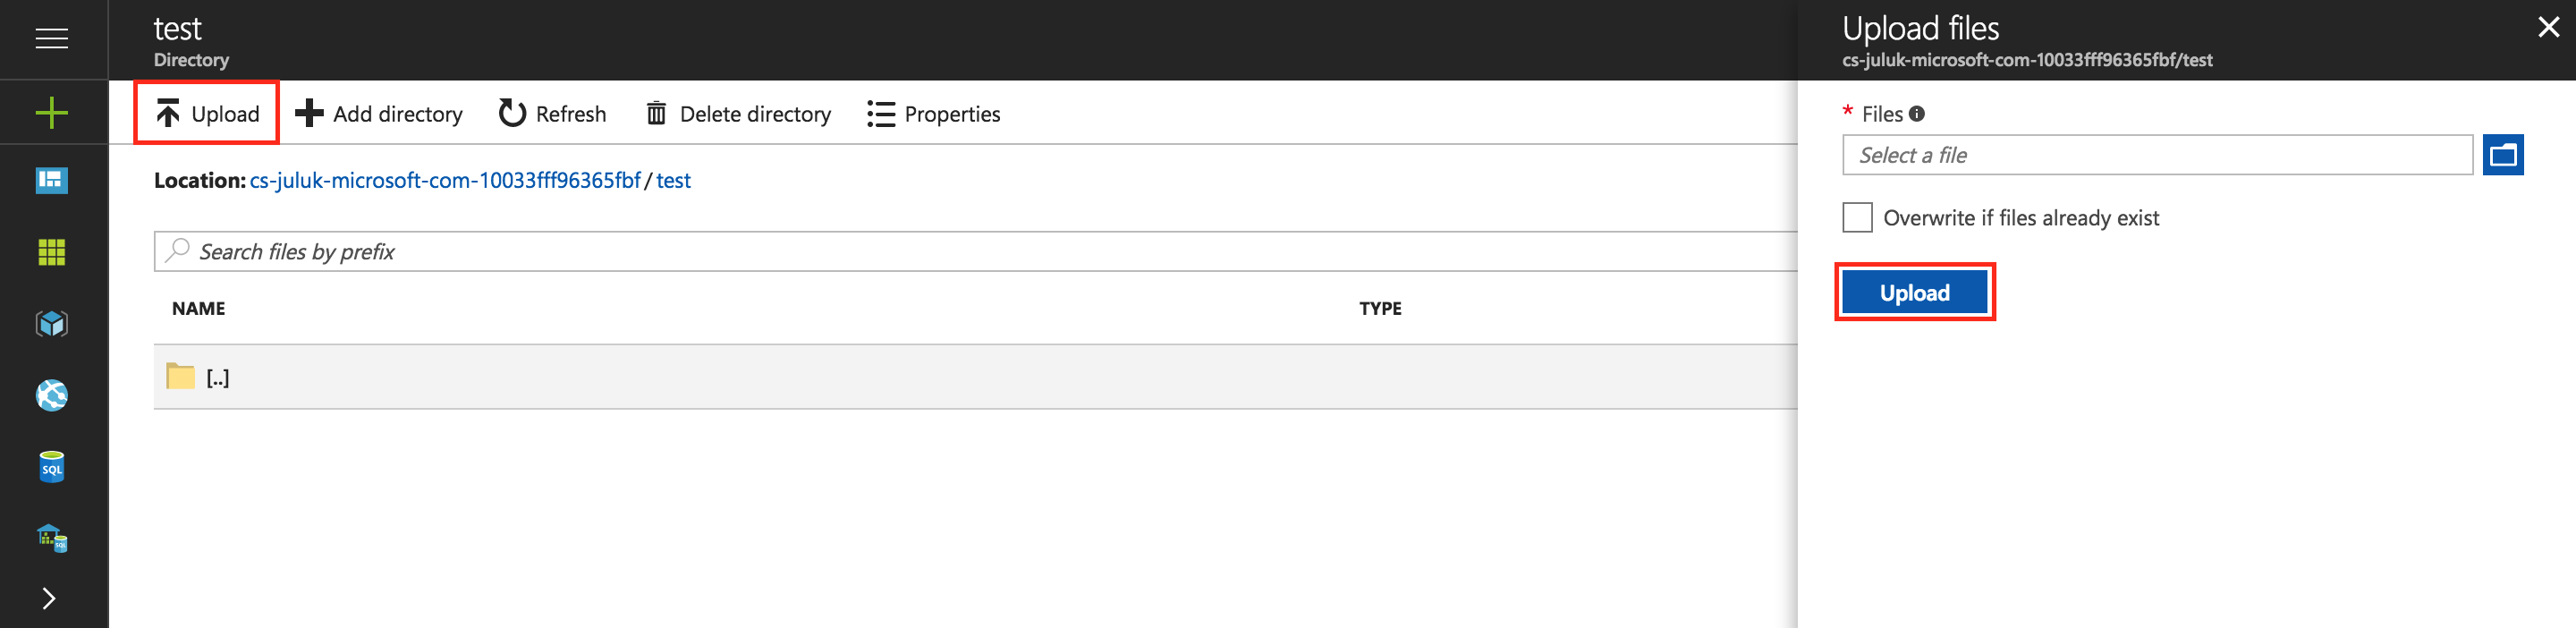 test
Directory
Upload
Add directory
Refresh
Delete directory
Properties
Location: cs-juluk-microsoft-com-10033fff96365fbf / test
Search files by prefix
NAME
TYPE
[..]
SQL
SQL
Upload files
cs-juluk-microsoft-com-10033fff96365fbf/test
* Files
Select a file
Overwrite if files already exist
Upload